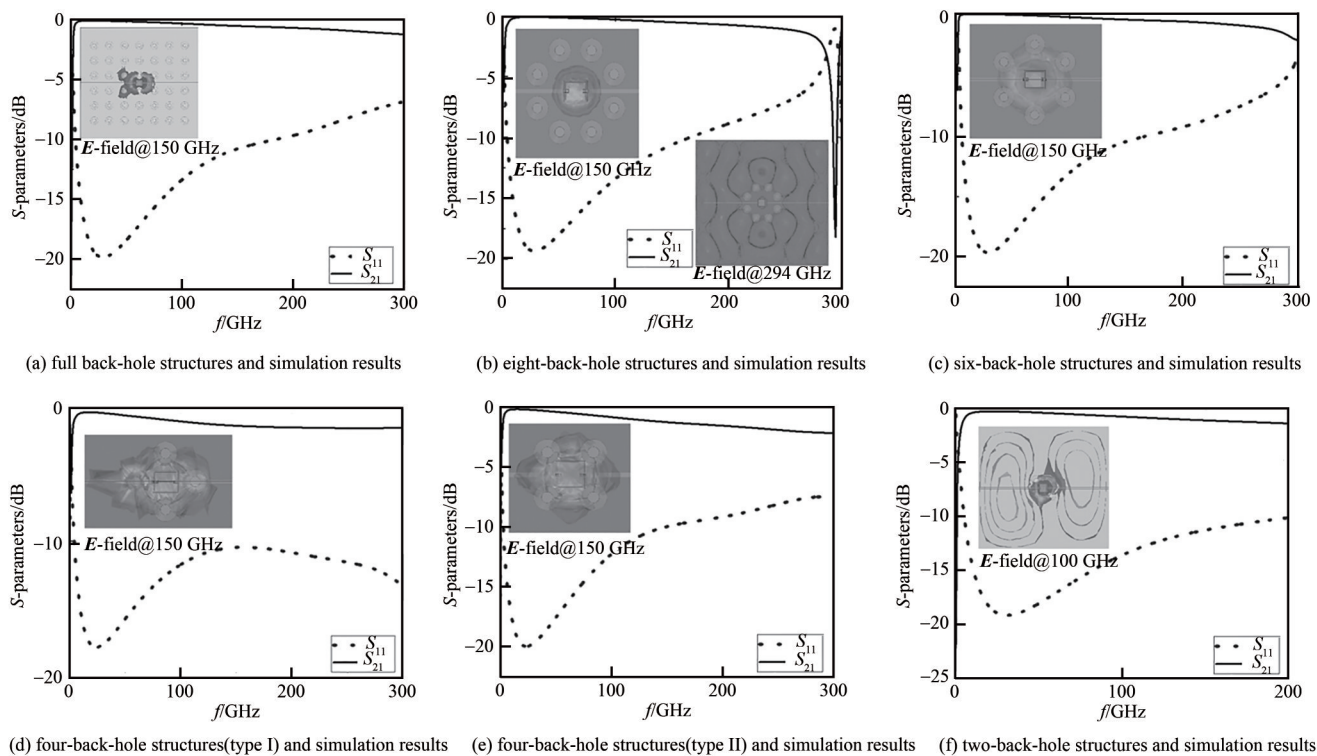 0
−5
−10
−15
−20
S-parameters/dB
E-field@150 GHz
S11
S21
0
100
200
300
f/GHz
(a) full back-hole structures and simulation results
0
−5
−10
−15
−20
S-parameters/dB
E-field@150 GHz
E-field@294 GHz
S11
S21
0
100
200
300
f/GHz
(b) eight-back-hole structures and simulation results
0
−5
−10
−15
−20
S-parameters/dB
E-field@150 GHz
S11
S21
0
100
200
300
f/GHz
(c) six-back-hole structures and simulation results
0
−5
−10
−15
−20
S-parameters/dB
E-field@150 GHz
S11
S21
0
100
200
300
f/GHz
(d) four-back-hole structures(type I) and simulation results
0
−5
−10
−15
−20
S-parameters/dB
E-field@150 GHz
S11
S21
0
100
200
300
f/GHz
(e) four-back-hole structures(type II) and simulation results
0
−5
−10
−15
−20
−25
S-parameters/dB
E-field@100 GHz
S11
S21
0
100
200
f/GHz
(f) two-back-hole structures and simulation results